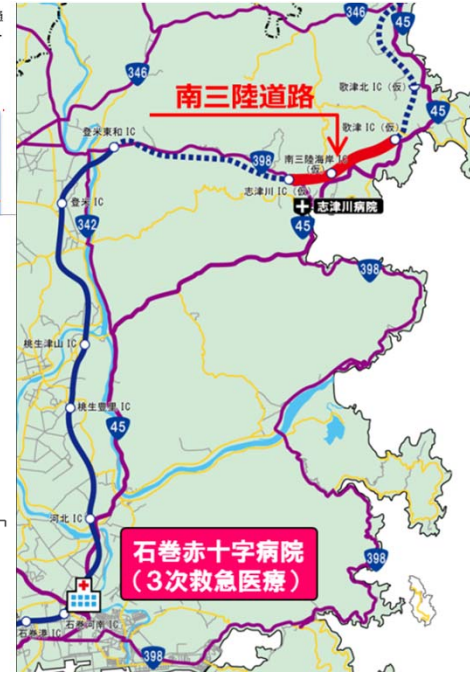 346
45
歌津北 IC（仮）
346
南三陸道路
45
歌津 IC（仮）
登米東和 IC
398
南三陸海岸 IC
（仮）
志津川 IC（仮）
登米 IC
志津川病院
342
45
398
桃生津山 IC
桃生豊里 IC
45
河北 IC
石巻赤十字病院
（３次救急医療）
398
石巻河南 IC
石巻港 IC
398